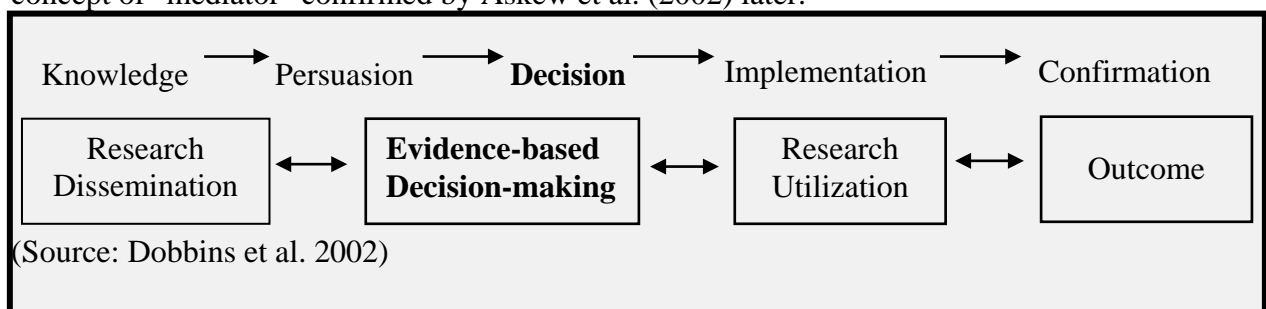 concept of "mediator" confirmed by Askew et al. (2002) later.
Knowledge Persuasion Decision Implementation Confirmation
Research
Dissemination
Evidence-based
Decision-making
Research
Utilization
Outcome
(Source: Dobbins et al. 2002)